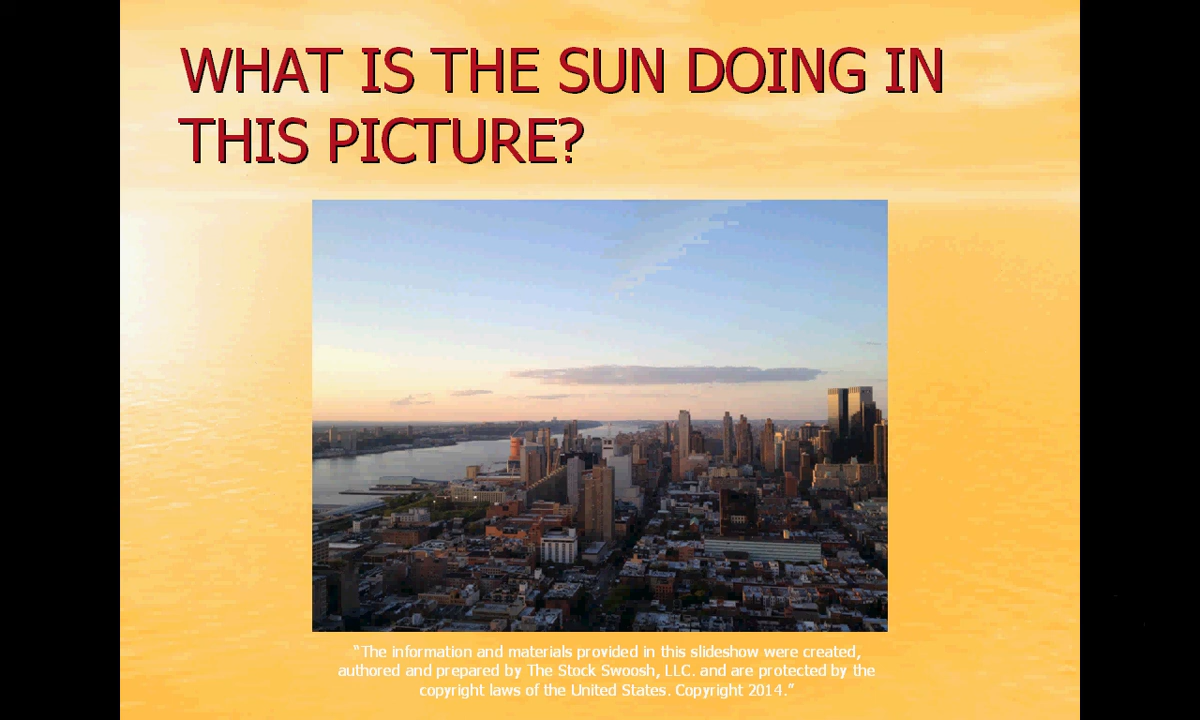 WHAT IS THE SUN DOING IN
THIS PICTURE?
“The information and materials provided in this slideshow were created,
authored and prepared by The Stock Swoosh, LLC. and are protected by the
copyright laws of the United States. Copyright 2014.”